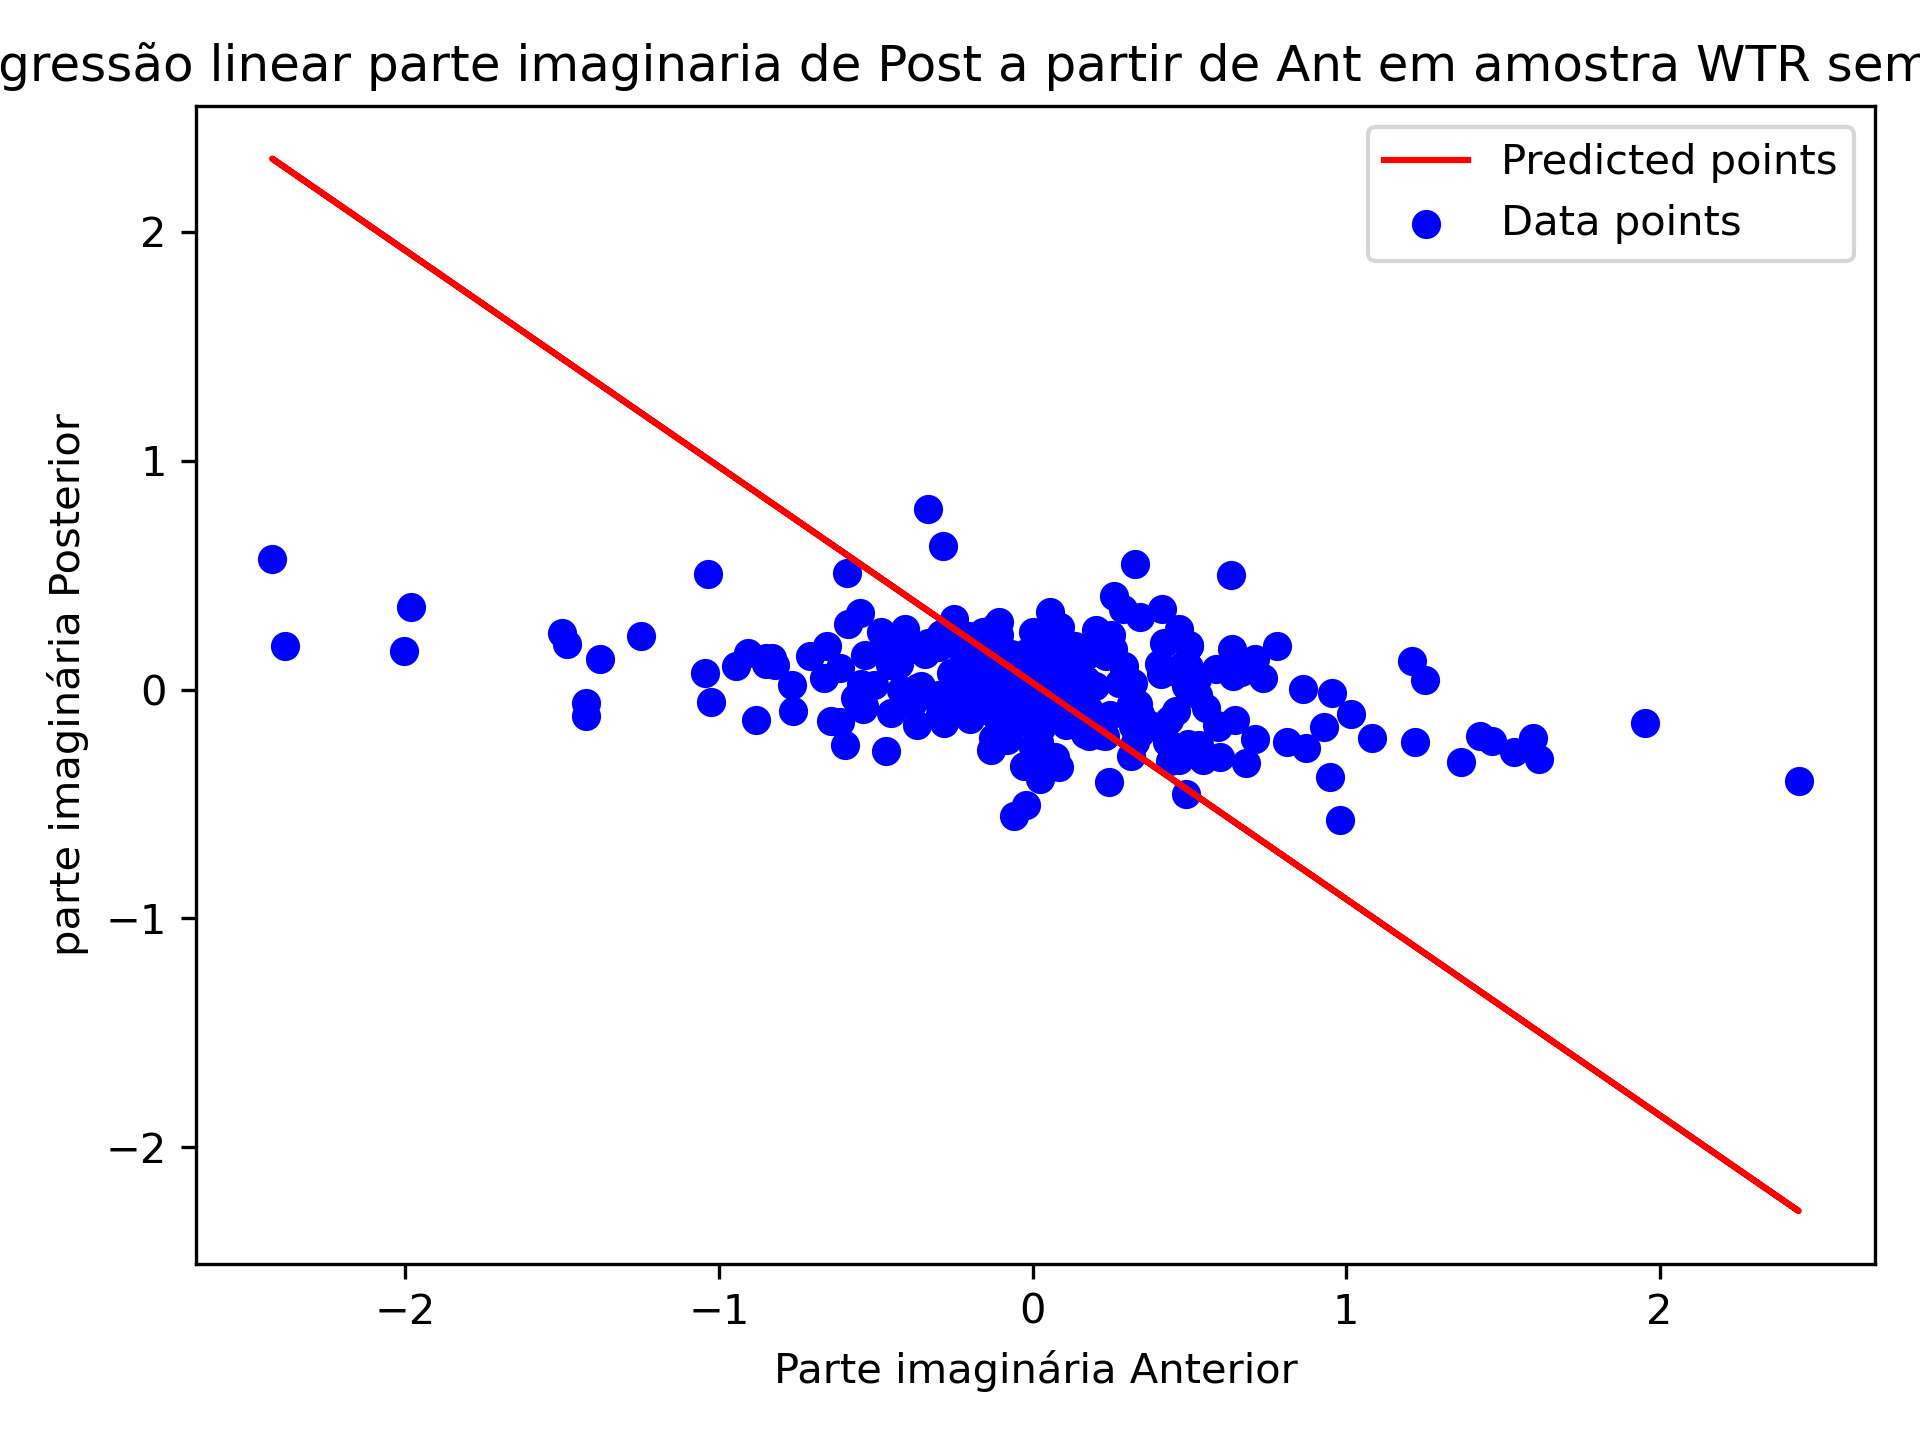 gressão linear parte imaginaria de Post a partir de Ant em amostra WTR sem
Predicted points
Data points
2
1
0
−1
−2
parte imaginária Posterior
−2 −1 0 1 2
Parte imaginária Anterior